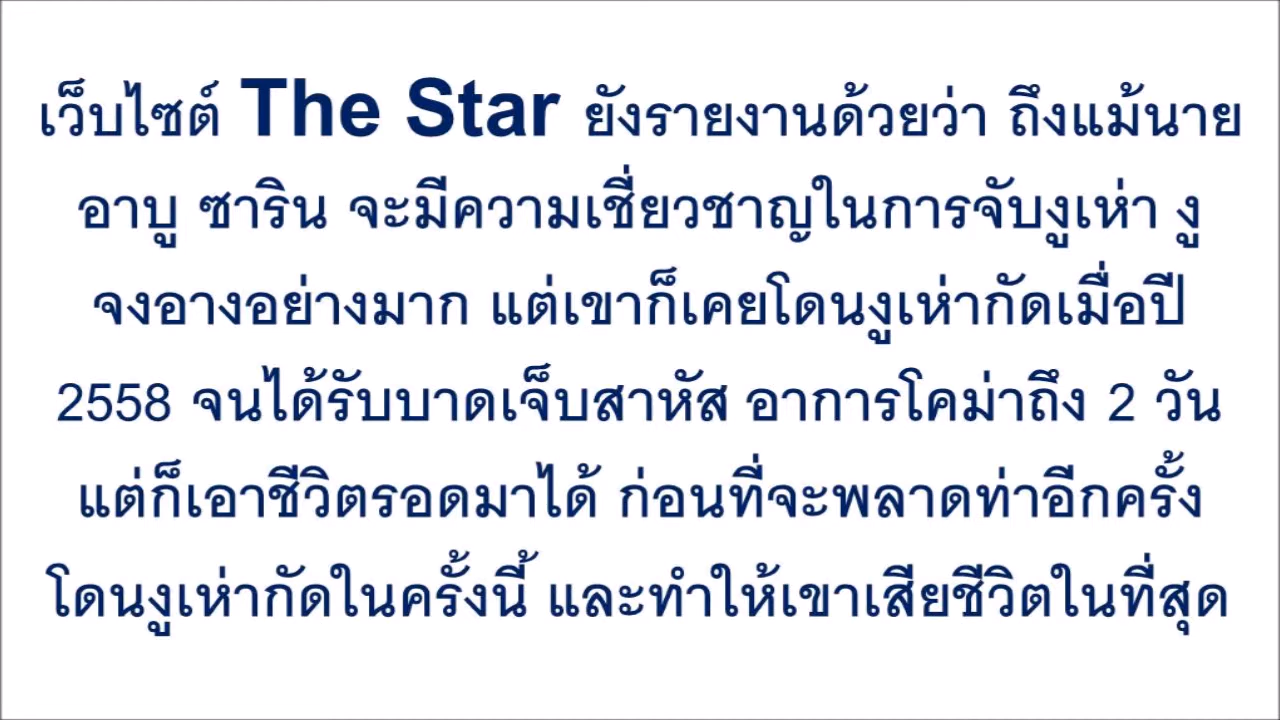 เว็บไซต์ The Star ยังรายงานด้วยว่า ถึงแม้นาย
อาบู ซาริน จะมีความเชี่ยวชาญในการจับงูเห่า งู
จงอางอย่างมาก แต่เขาก็เคยโดนงูเห่ากัดเมื่อปี
2558 จนได้รับบาดเจ็บสาหัส อาการโคม่าถึง 2 วัน
แต่ก็เอาชีวิตรอดมาได้ ก่อนที่จะพลาดท่าอีกครั้ง
โดนงูเห่ากัดในครั้งนี้ และทำให้เขาเสียชีวิตในที่สุด